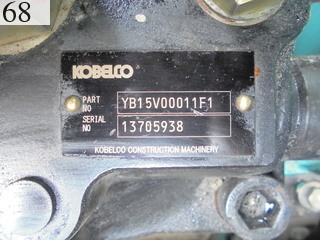 68
KOBELCO
PART NO YB15V00011F1
SERIAL NO 13705938
KOBELCO CONSTRUCTION MACHINERY